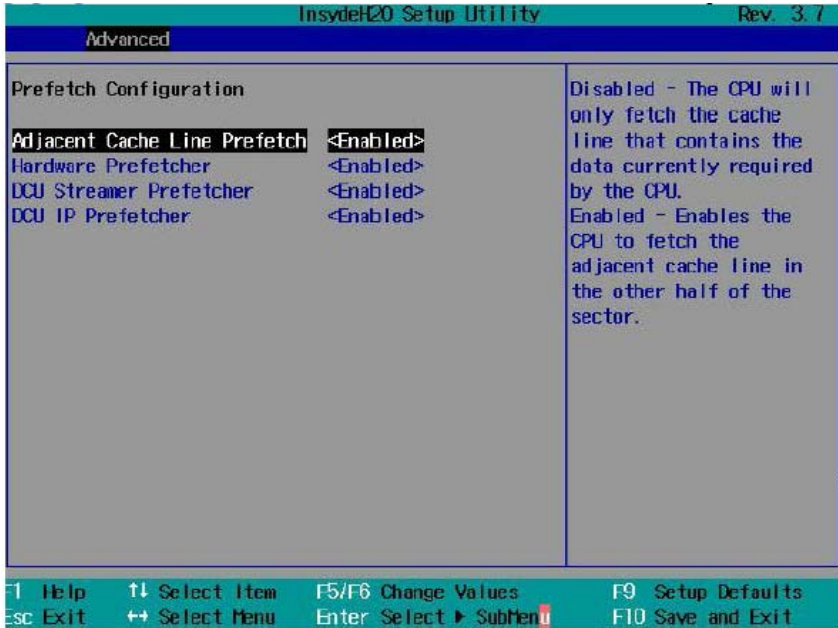 InsydeH2O Setup Utility Rev. 3.7
Advanced
Prefetch Configuration
Adjacent Cache Line Prefetch <Enabled>
Hardware Prefetcher <Enabled>
DCU Streamer Prefetcher <Enabled>
DCU IP Prefetcher <Enabled>
Disabled - The CPU will
only fetch the cache
line that contains the
data currently required
by the CPU.
Enabled - Enables the
CPU to fetch the
adjacent cache line in
the other half of the
sector.
F1 Help ↑↓ Select Item F5/F6 Change Values F9 Setup Defaults
Esc Exit ↔ Select Menu Enter Select ▶ SubMenu F10 Save and Exit